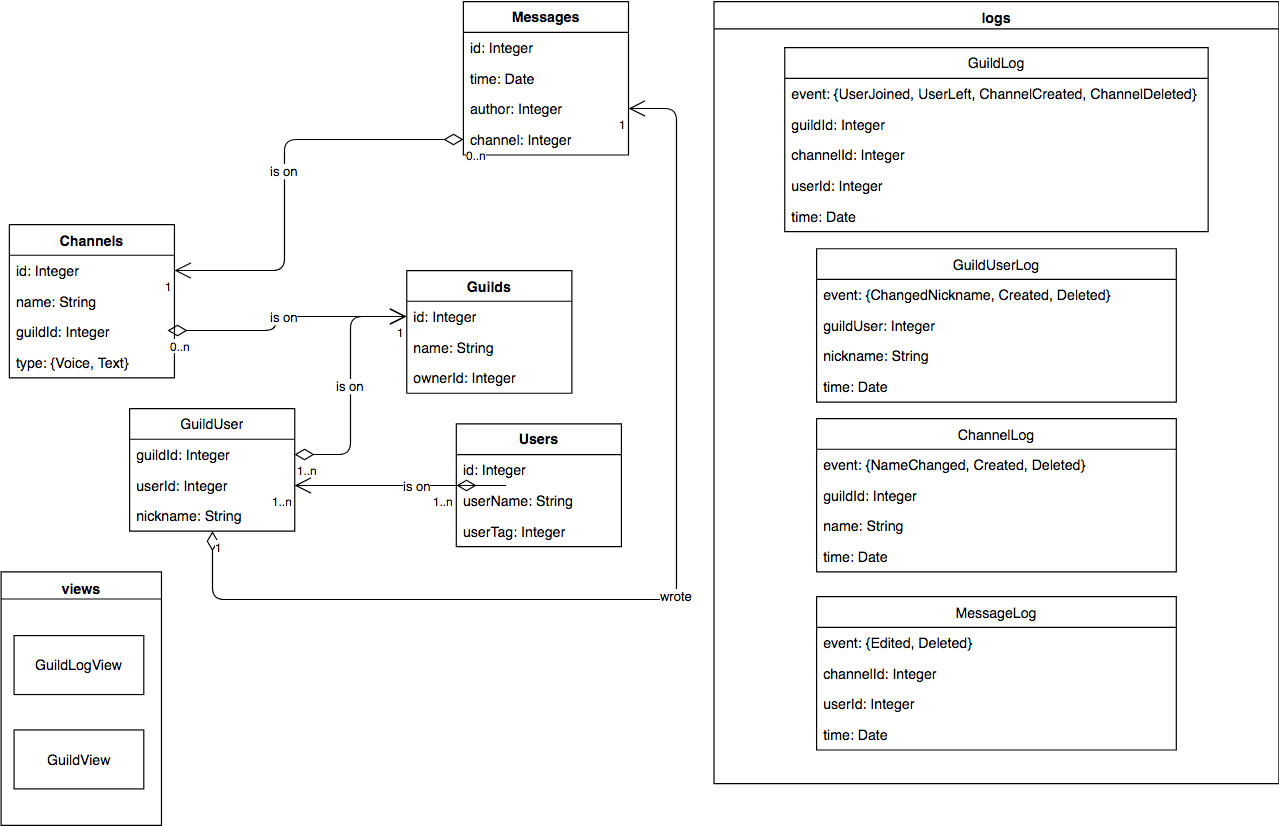 Messages
id: Integer
time: Date
author: Integer
channel: Integer
0..n
1
is on
Channels
id: Integer
name: String
guildId: Integer
type: {Voice, Text}
1
0..n
is on
Guilds
id: Integer
name: String
ownerId: Integer
1
is on
GuildUser
guildId: Integer
userId: Integer
nickname: String
1..n
1..n
1
is on
Users
id: Integer
userName: String
userTag: Integer
1..n
wrote
views
GuildLogView
GuildView
logs
GuildLog
event: {UserJoined, UserLeft, ChannelCreated, ChannelDeleted}
guildId: Integer
channelId: Integer
userId: Integer
time: Date
GuildUserLog
event: {ChangedNickname, Created, Deleted}
guildUser: Integer
nickname: String
time: Date
ChannelLog
event: {NameChanged, Created, Deleted}
guildId: Integer
name: String
time: Date
MessageLog
event: {Edited, Deleted}
channelId: Integer
userId: Integer
time: Date